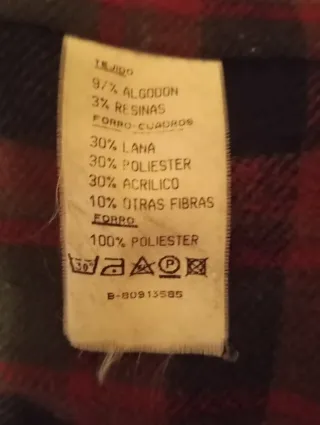 TEJIDO
97% ALGODON
3% RESINAS
FORRO-CUADROS
30% LANA
30% POLIESTER
30% ACRILICO
10% OTRAS FIBRAS
FORRO
100% POLIESTER
30° P
B-80913585